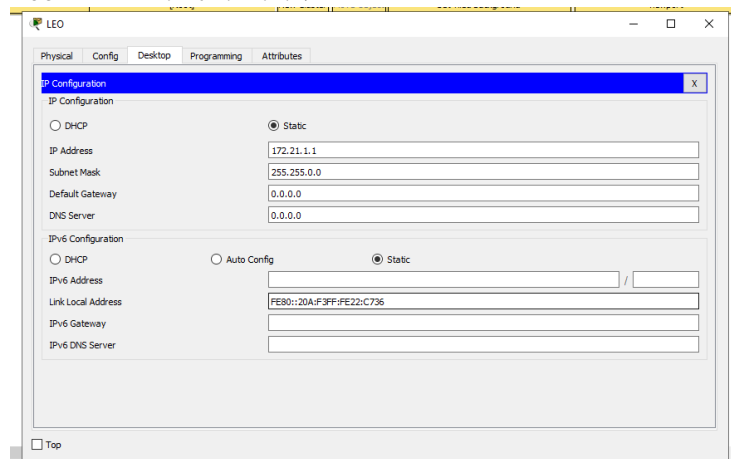 LEO
Physical Config Desktop Programming Attributes
IP Configuration X
IP Configuration
DHCP Static
IP Address 172.21.1.1
Subnet Mask 255.255.0.0
Default Gateway 0.0.0.0
DNS Server 0.0.0.0
IPv6 Configuration
DHCP Auto Config Static
IPv6 Address /
Link Local Address FE80::20A:F3FF:FE22:C736
IPv6 Gateway
IPv6 DNS Server
Top